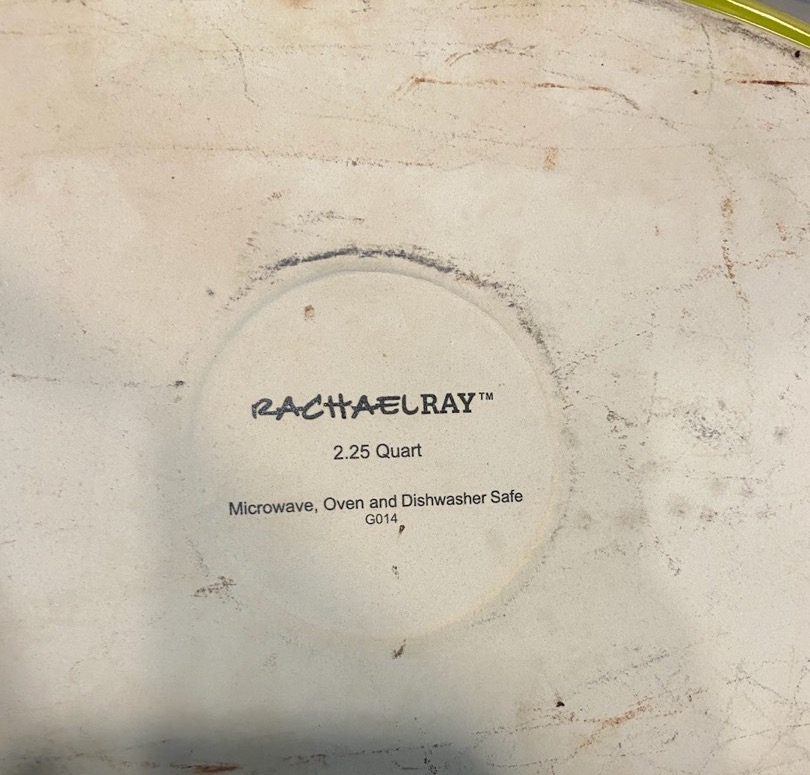 RACHAELRAY™
2.25 Quart
Microwave, Oven and Dishwasher Safe
G014